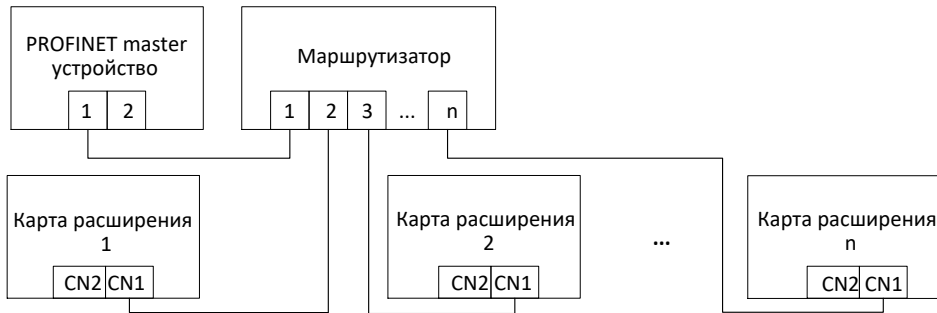 PROFINET master
устройство
1 2
Маршрутизатор
1 2 3 ... n
Карта расширения
1
CN2 CN1
Карта расширения
2
CN2 CN1
...
Карта расширения
n
CN2 CN1